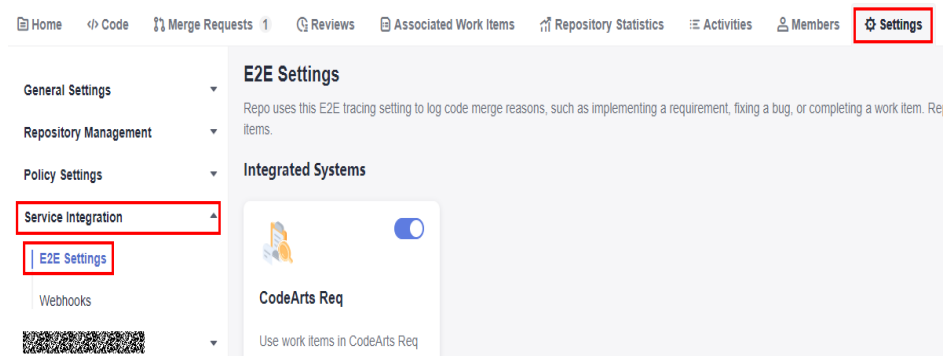 Home </> Code Merge Requests 1 Reviews Associated Work Items Repository Statistics Activities Members Settings
General Settings
Repository Management
Policy Settings
Service Integration
E2E Settings
Webhooks
E2E Settings
Repo uses this E2E tracing setting to log code merge reasons, such as implementing a requirement, fixing a bug, or completing a work item. Re
items.
Integrated Systems
CodeArts Req
Use work items in CodeArts Req